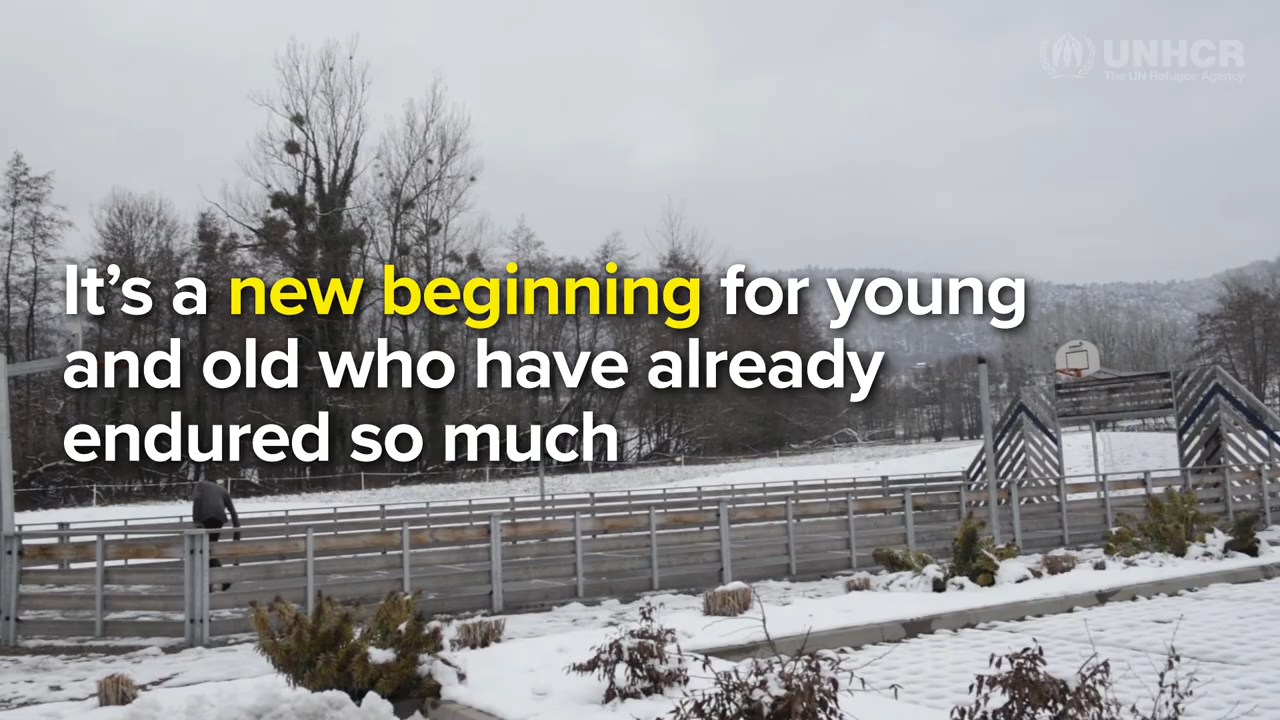 UNHCR
The UN Refugee Agency
It’s a new beginning for young
and old who have already
endured so much